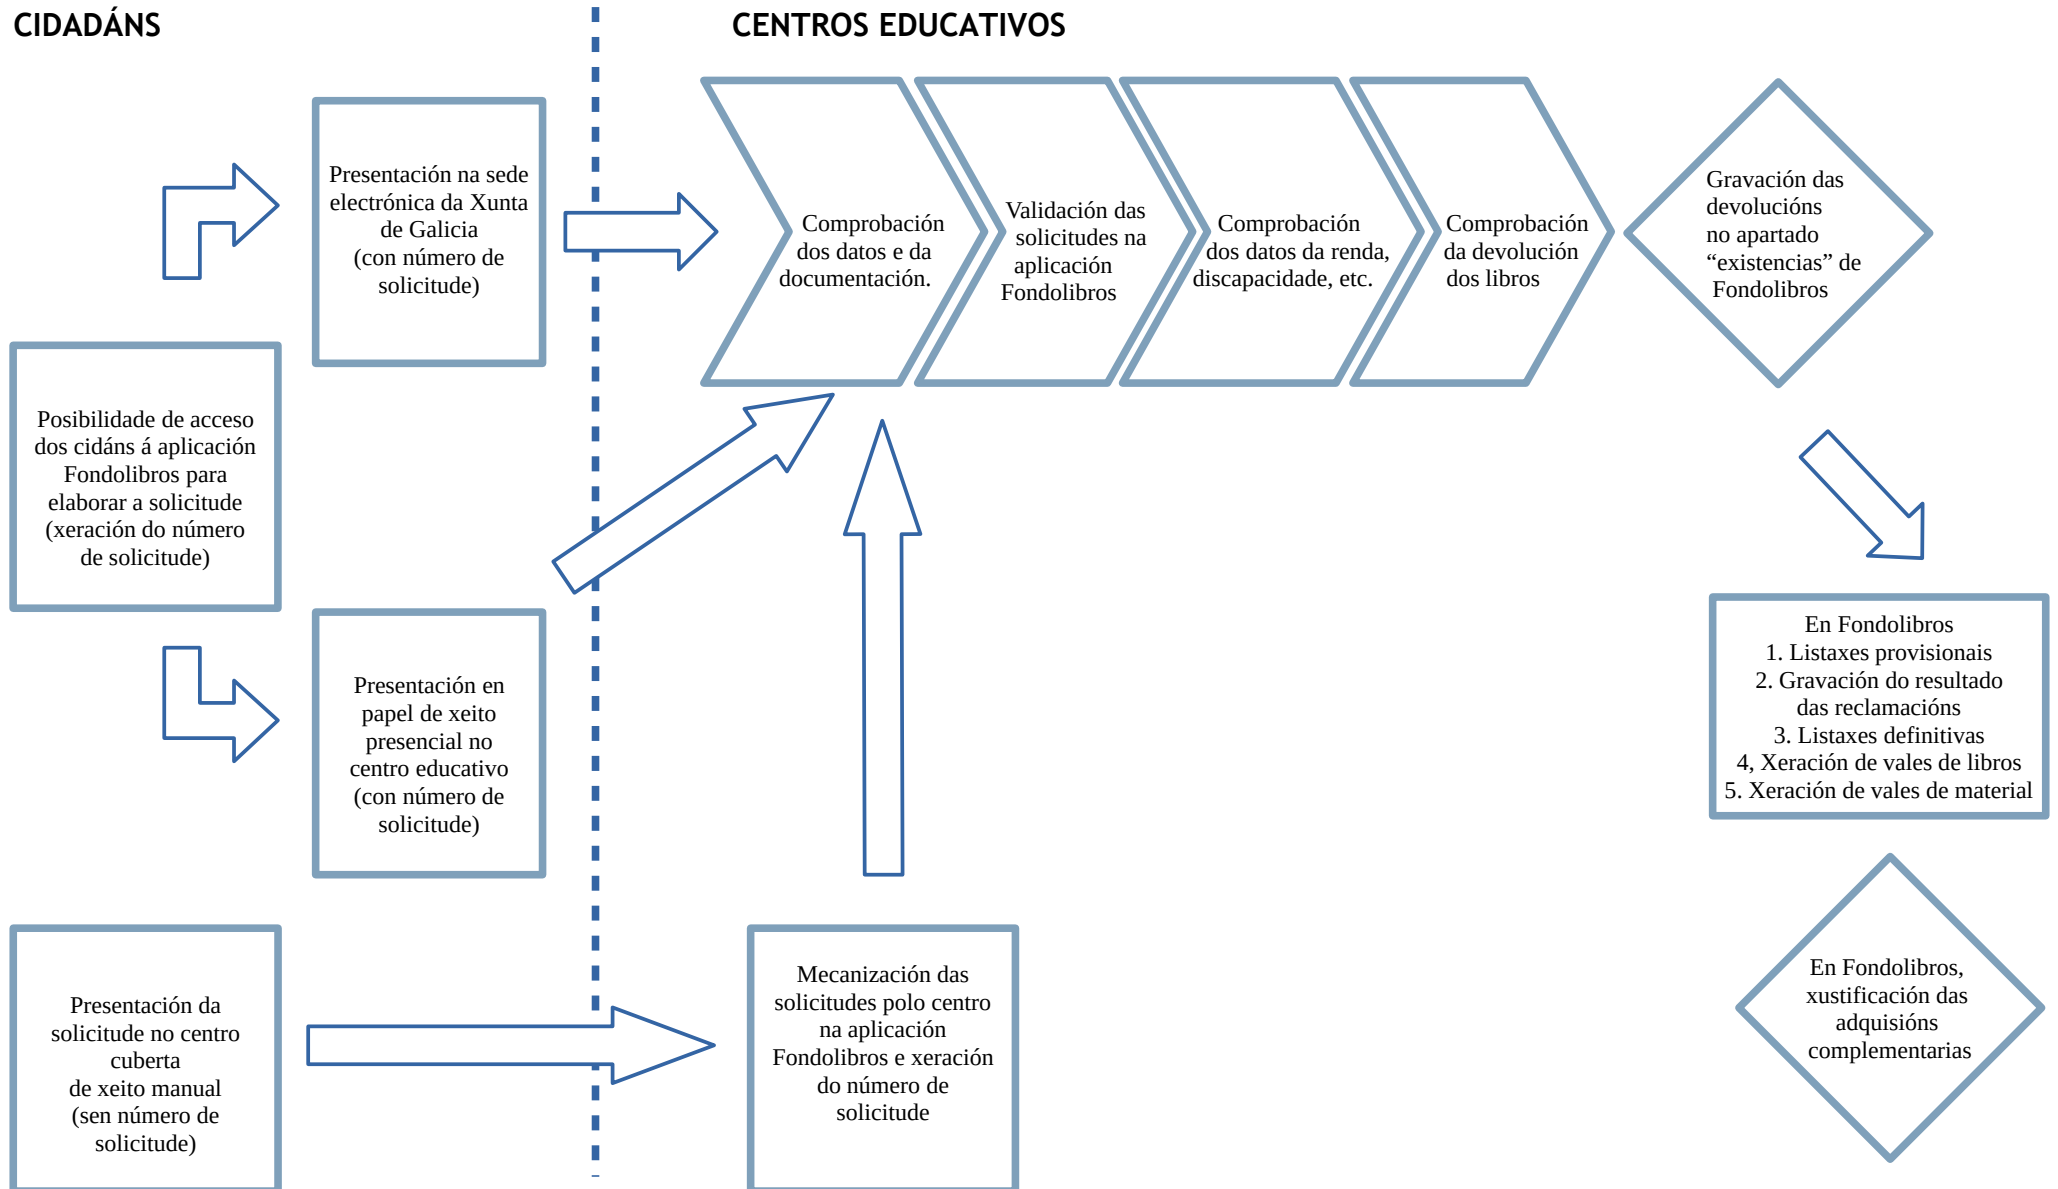 CIDADÁNS
CENTROS EDUCATIVOS
Presentación na sede
electrónica da Xunta
de Galicia
(con número de
solicitude)
Comprobación
dos datos e da
documentación.
Validación das
solicitudes na
aplicación
Fondolibros
Comprobación
dos datos da renda,
discapacidade, etc.
Comprobación
da devolución
dos libros
Gravación das
devolucións
no apartado
“existencias” de
Fondolibros
Posibilidade de acceso
dos cidáns á aplicación
Fondolibros para
elaborar a solicitude
(xeración do número
de solicitude)
Presentación en
papel de xeito
presencial no
centro educativo
(con número de
solicitude)
En Fondolibros
1. Listaxes provisionais
2. Gravación do resultado
das reclamacións
3. Listaxes definitivas
4, Xeración de vales de libros
5. Xeración de vales de material
Presentación da
solicitude no centro
cuberta
de xeito manual
(sen número de
solicitude)
Mecanización das
solicitudes polo centro
na aplicación
Fondolibros e xeración
do número de
solicitude
En Fondolibros,
xustificación das
adquisións
complementarias